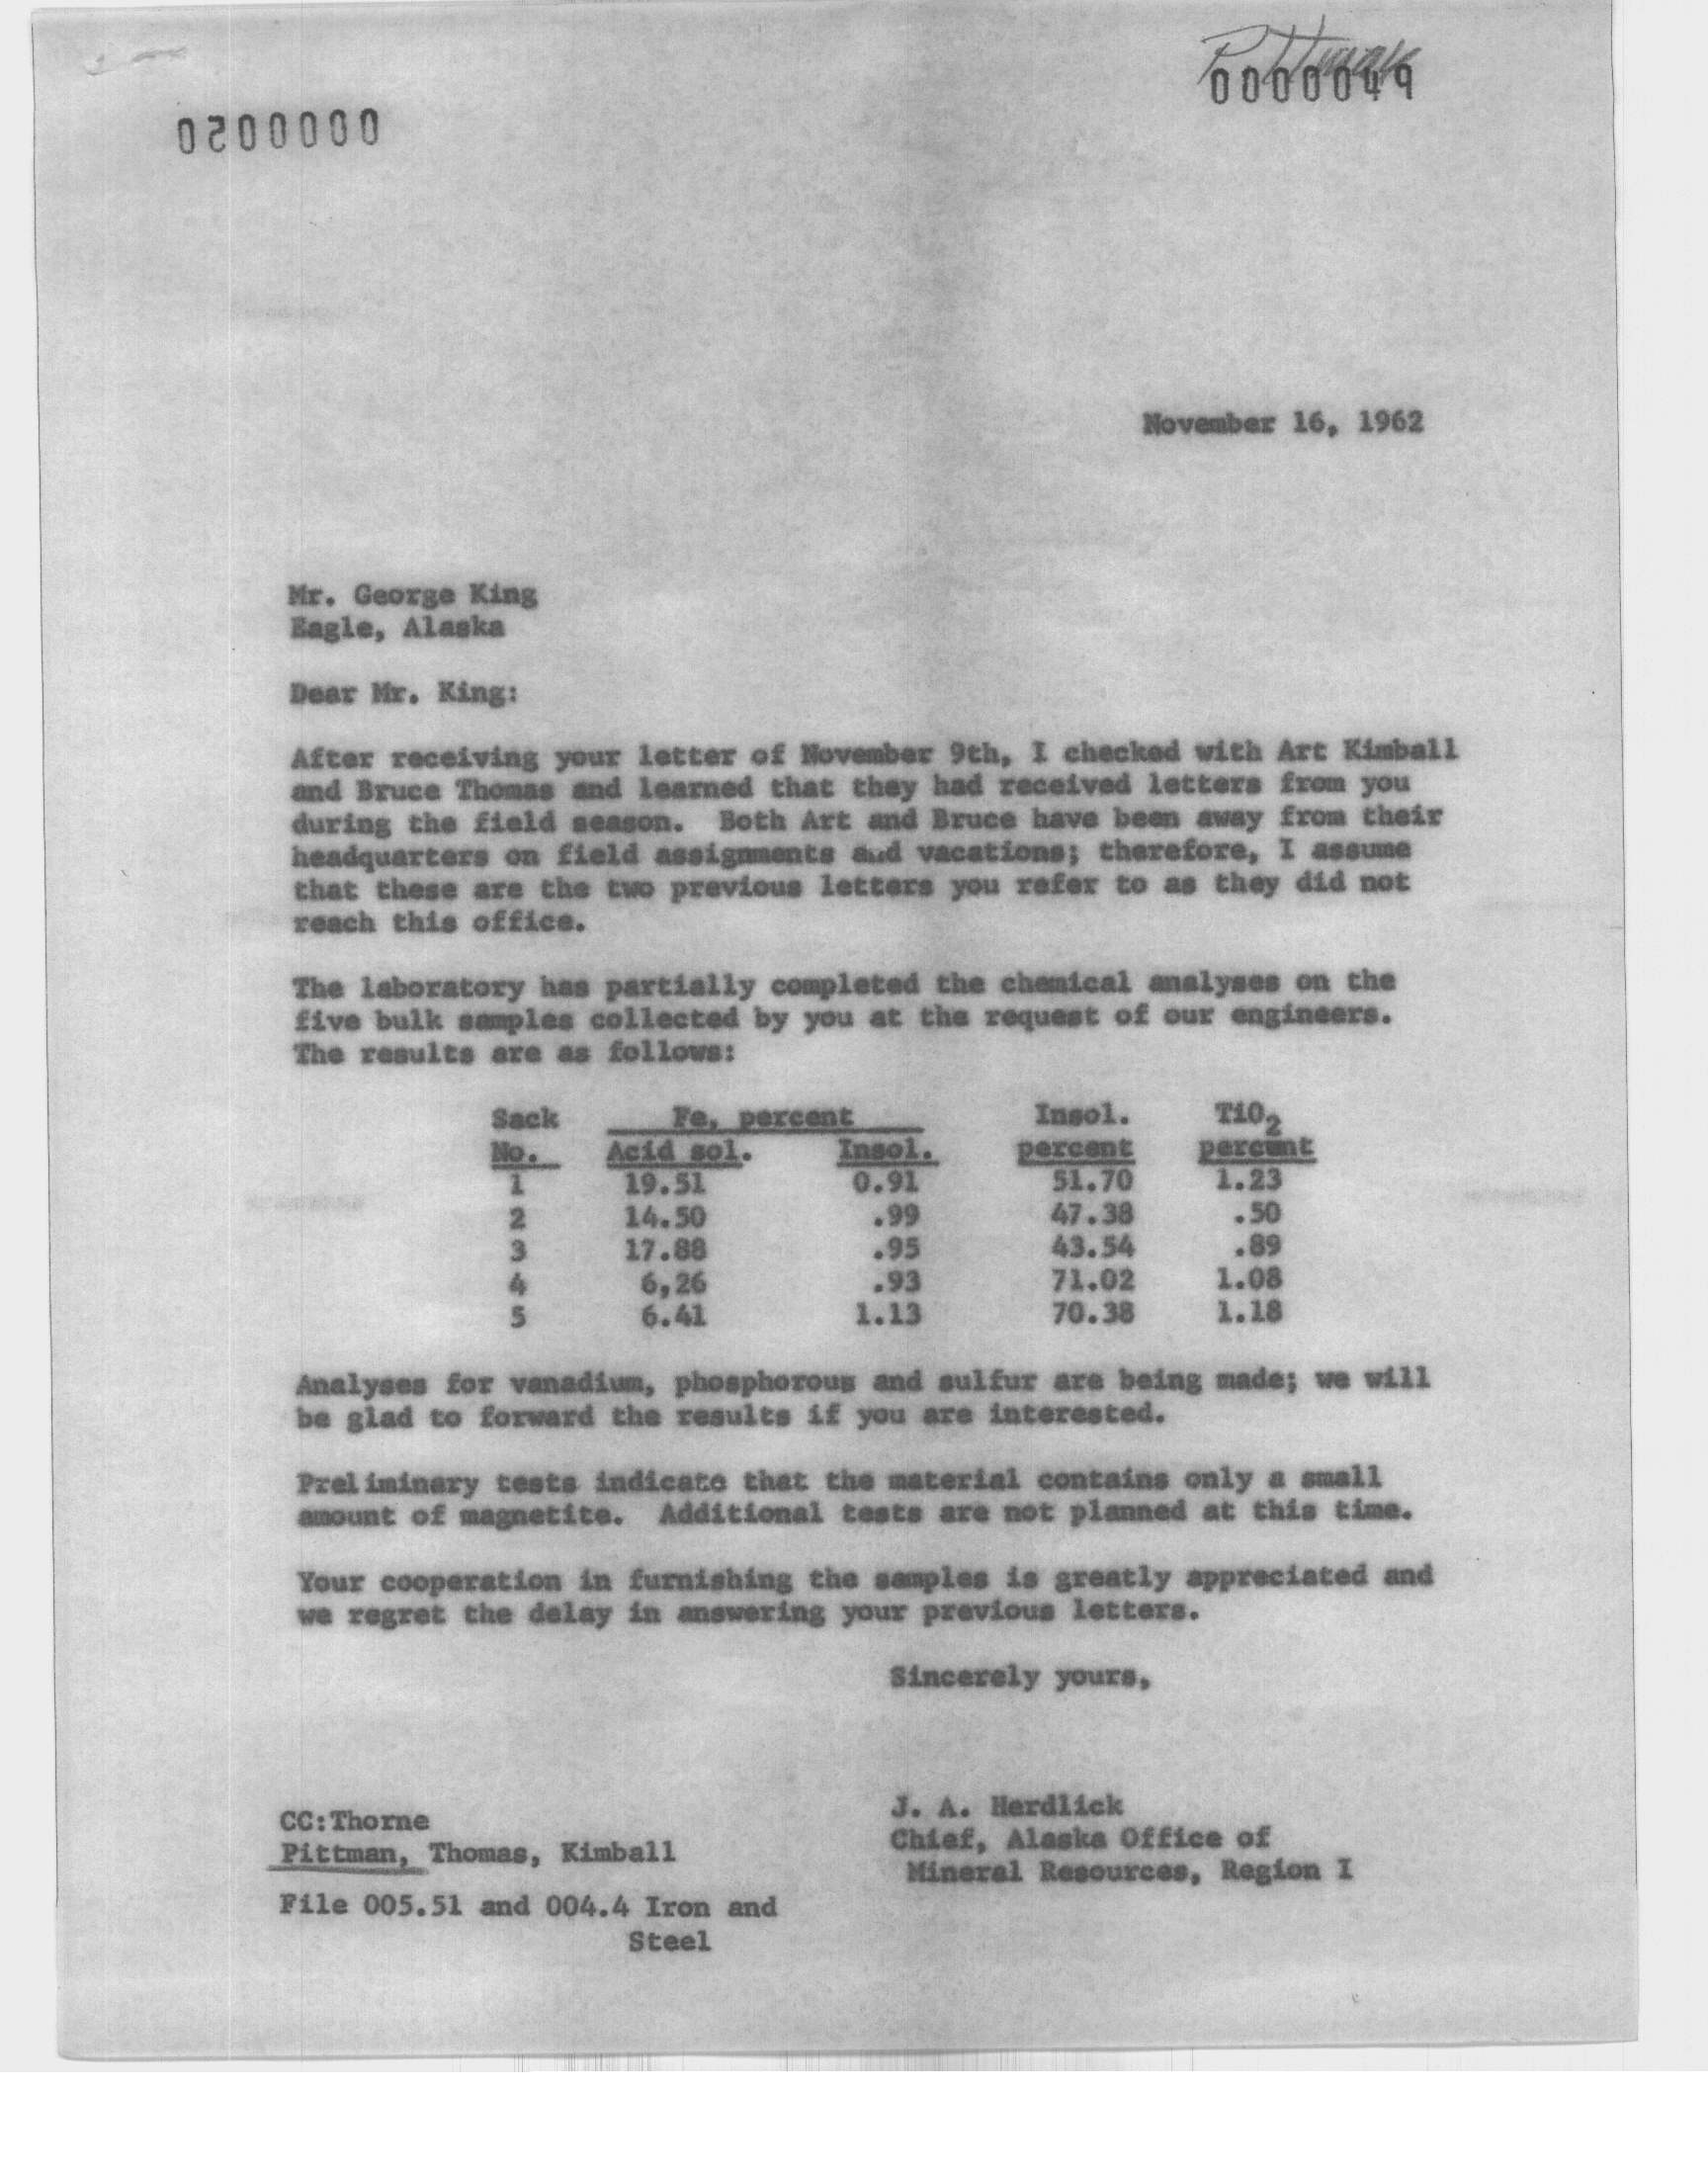 Pittman
0000049
0000020
November 16, 1962
Mr. George King
Eagle, Alaska
Dear Mr. King:
After receiving your letter of November 9th, I checked with Art Kimball
and Bruce Thomas and learned that they had received letters from you
during the field season. Both Art and Bruce have been away from their
headquarters on field assignments and vacations; therefore, I assume
that these are the two previous letters you refer to as they did not
reach this office.
The laboratory has partially completed the chemical analyses on the
five bulk samples collected by you at the request of our engineers.
The results are as follows:
Sack Fe, percent Insol. TiO2
No. Acid sol. Insol. percent percent
1 19.51 0.91 51.70 1.23
2 14.50 .99 47.38 .50
3 17.88 .95 43.54 .89
4 6,26 .93 71.02 1.08
5 6.41 1.13 70.38 1.18
Analyses for vanadium, phosphorous and sulfur are being made; we will
be glad to forward the results if you are interested.
Preliminary tests indicate that the material contains only a small
amount of magnetite. Additional tests are not planned at this time.
Your cooperation in furnishing the samples is greatly appreciated and
we regret the delay in answering your previous letters.
Sincerely yours,
J. A. Herdlick
Chief, Alaska Office of
Mineral Resources, Region I
CC:Thorne
Pittman, Thomas, Kimball
File 005.51 and 004.4 Iron and
Steel